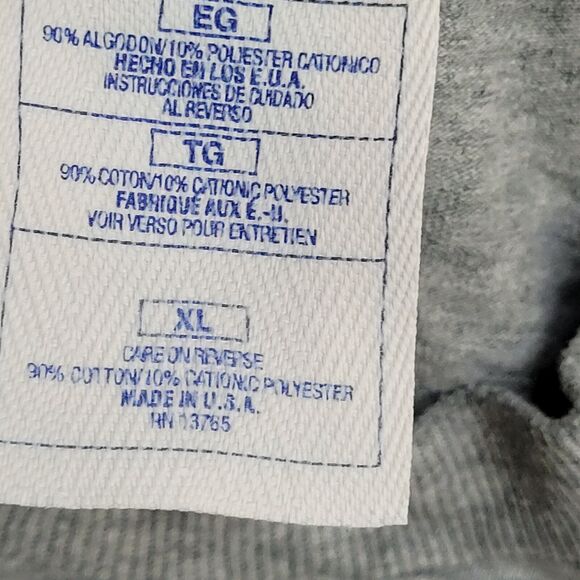 EG
90% ALGODON/10% POLIESTER CATIONICO
HECHO EN LOS E.U.A.
INSTRUCCIONES DE CUIDADO
AL REVERSO
TG
90% COTON/10% CATIONIC POLYESTER
FABRIQUÉ AUX É.-U.
VOIR VERSO POUR ENTRETIEN
XL
CARE ON REVERSE
90% COTTON/10% CATIONIC POLYESTER
MADE IN U.S.A.
RN 13765